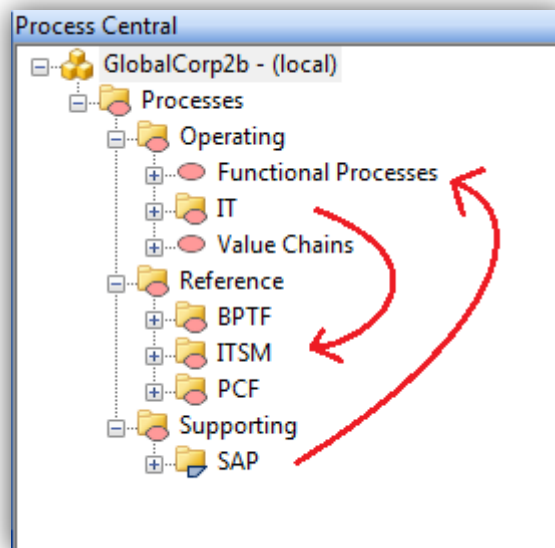 Process Central
GlobalCorp2b - (local)
Processes
Operating
Functional Processes
IT
Value Chains
Reference
BPTF
ITSM
PCF
Supporting
SAP